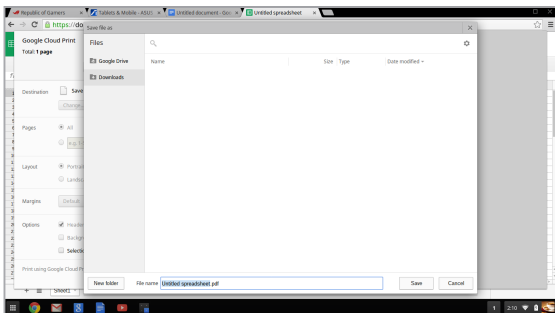 Republic of Gamers
Tablets & Mobile - ASUS
Untitled document - Goo
Untitled spreadsheet
https://do
Google Cloud Print
Total: 1 page
Save file as
Files
Google Drive
Downloads
Name
Size
Type
Date modified
Destination
Save
Change...
Pages
All
e.g. 1-
Layout
Portrait
Landsc
Margins
Default
Options
Header
Backgr
Selectio
Print using Google Cloud Pr
New folder
File name
Untitled spreadsheet.pdf
Save
Cancel
Sheet1
1
2:10